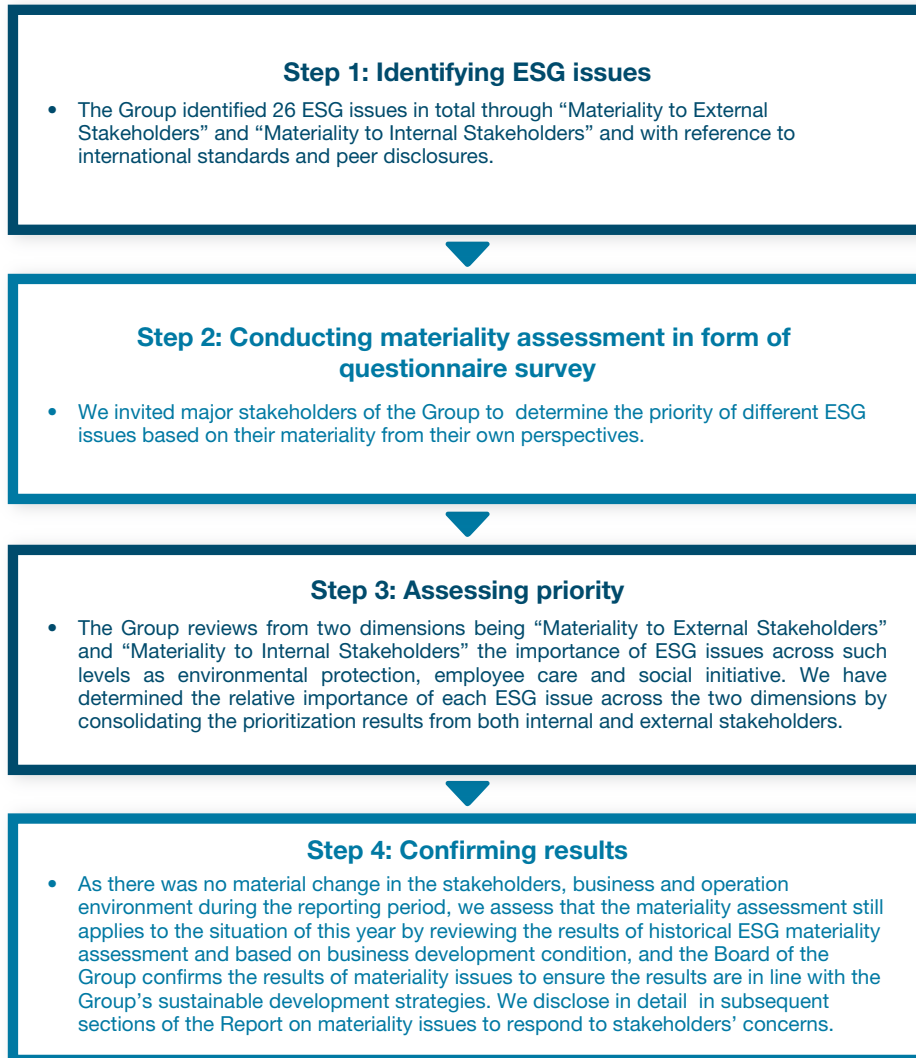 Step 1: Identifying ESG issues
• The Group identified 26 ESG issues in total through “Materiality to External
Stakeholders” and “Materiality to Internal Stakeholders” and with reference to
international standards and peer disclosures.
Step 2: Conducting materiality assessment in form of
questionnaire survey
• We invited major stakeholders of the Group to determine the priority of different ESG
issues based on their materiality from their own perspectives.
Step 3: Assessing priority
• The Group reviews from two dimensions being “Materiality to External Stakeholders”
and “Materiality to Internal Stakeholders” the importance of ESG issues across such
levels as environmental protection, employee care and social initiative. We have
determined the relative importance of each ESG issue across the two dimensions by
consolidating the prioritization results from both internal and external stakeholders.
Step 4: Confirming results
• As there was no material change in the stakeholders, business and operation
environment during the reporting period, we assess that the materiality assessment still
applies to the situation of this year by reviewing the results of historical ESG materiality
assessment and based on business development condition, and the Board of the
Group confirms the results of materiality issues to ensure the results are in line with the
Group’s sustainable development strategies. We disclose in detail in subsequent
sections of the Report on materiality issues to respond to stakeholders’ concerns.